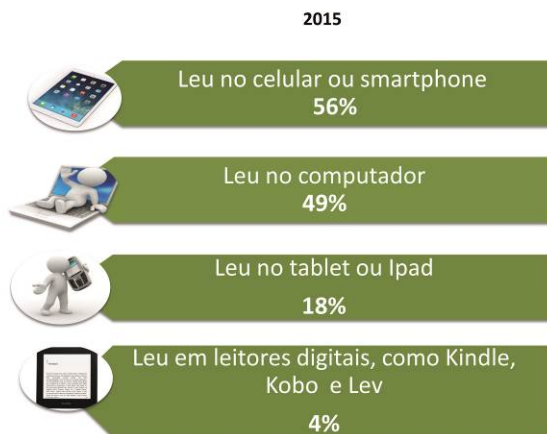 2015
Leu no celular ou smartphone
56%
Leu no computador
49%
Leu no tablet ou Ipad
18%
Leu em leitores digitais, como Kindle,
Kobo e Lev
4%